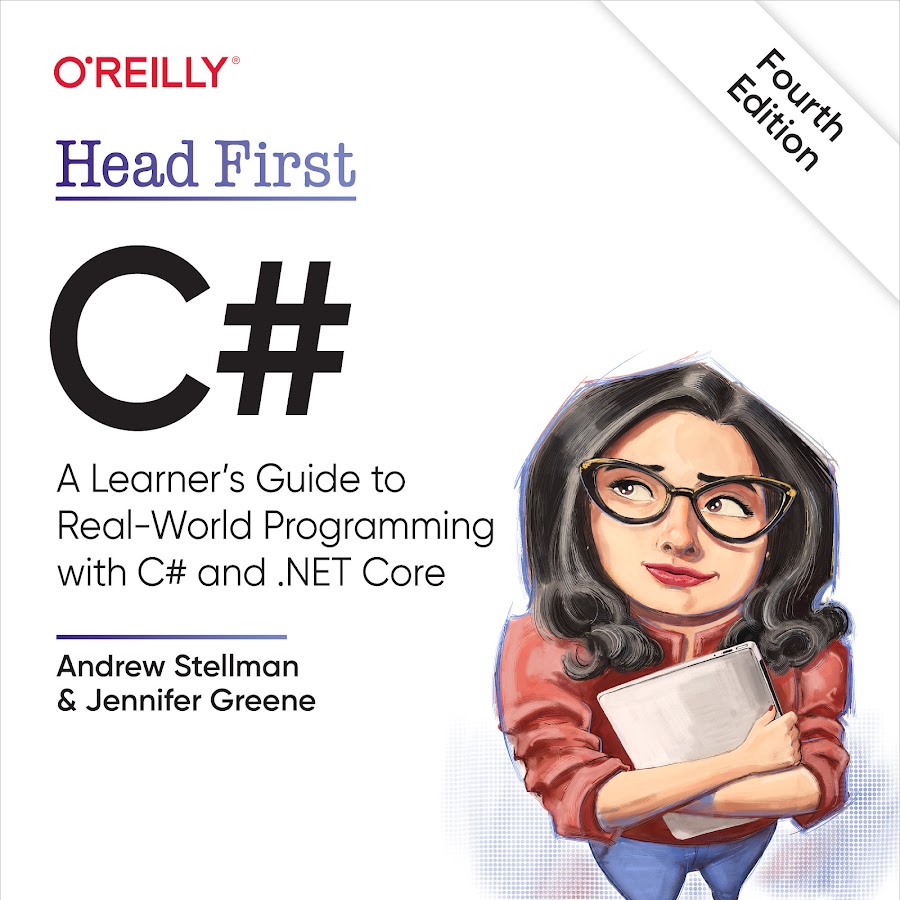 O'REILLY®
Fourth
Edition
Head First
C#
A Learner’s Guide to
Real-World Programming
with C# and .NET Core
Andrew Stellman
& Jennifer Greene